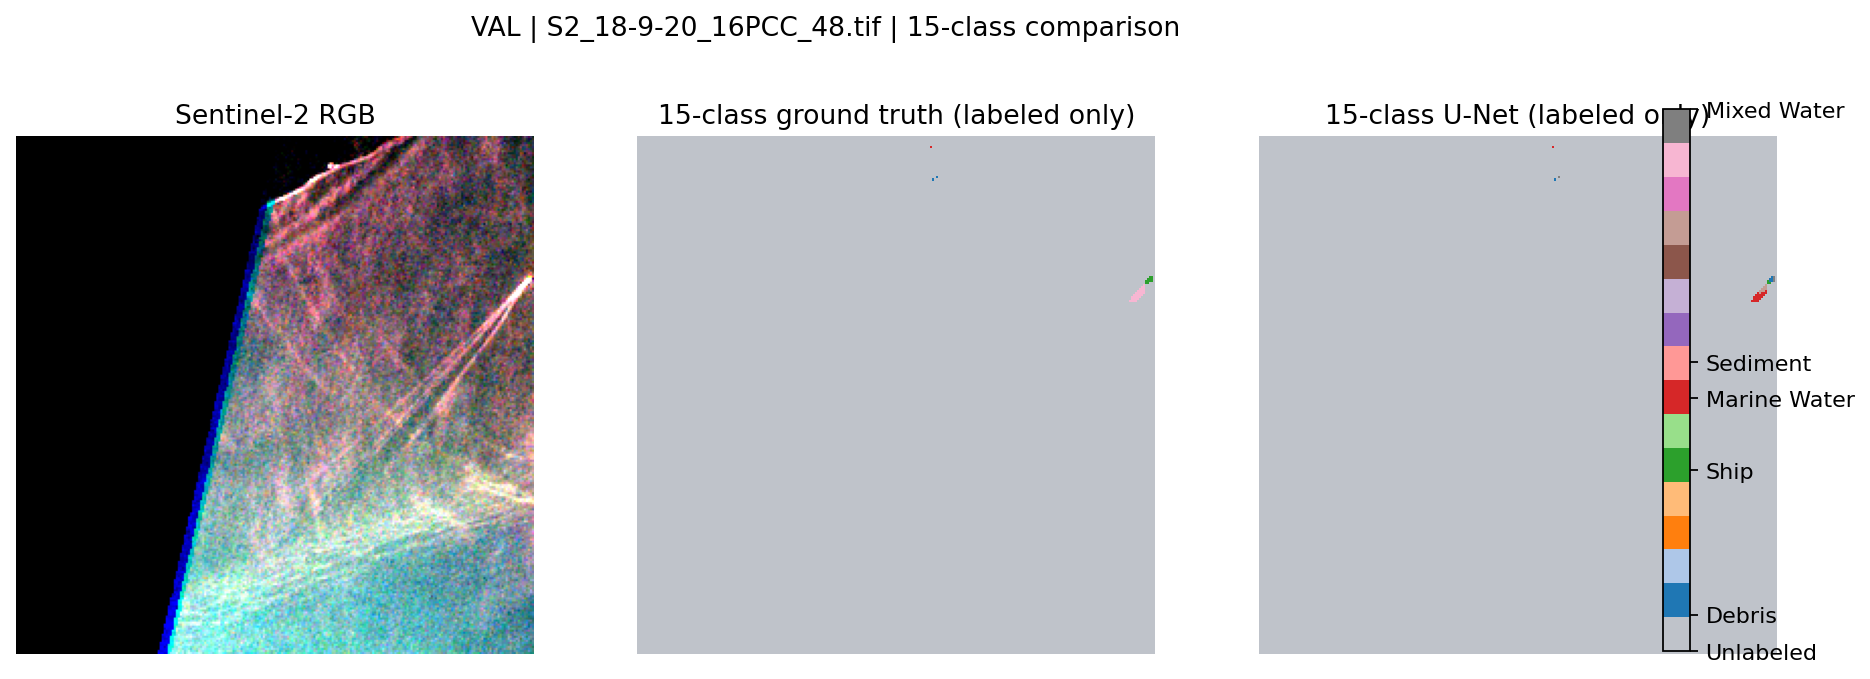 VAL | S2_18-9-20_16PCC_48.tif | 15-class comparison
Sentinel-2 RGB
15-class ground truth (labeled only)
15-class U-Net (labeled only)
Mixed Water
Sediment
Marine Water
Ship
Debris
Unlabeled